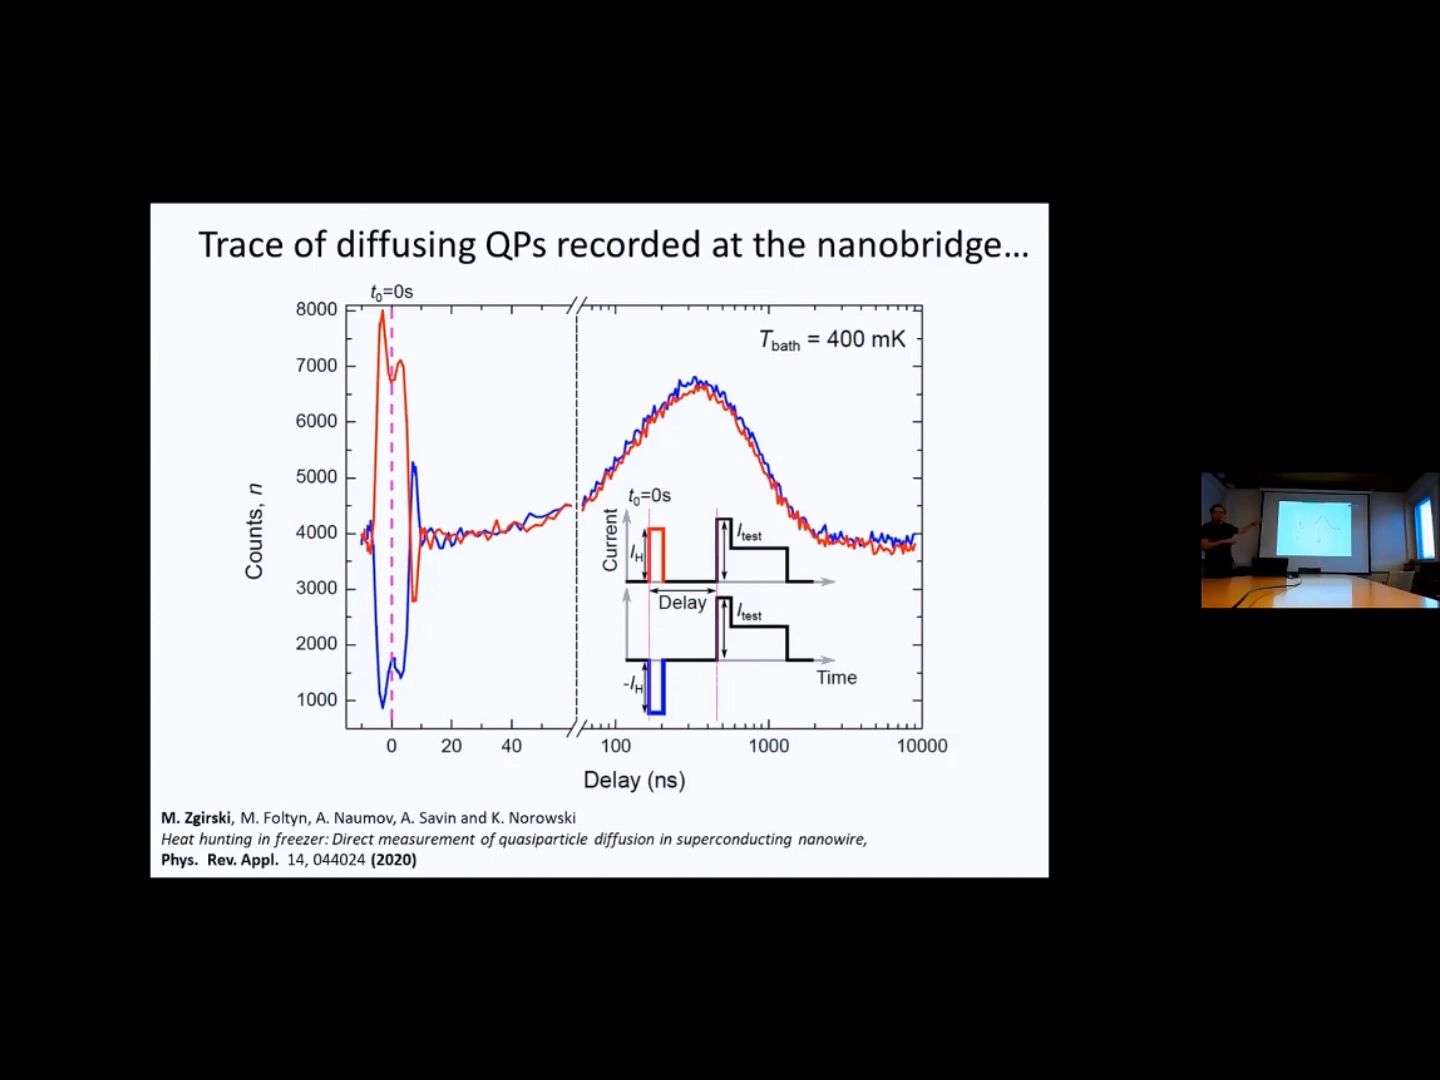 Trace of diffusing QPs recorded at the nanobridge...
t0=0s
8000
7000
6000
5000
4000
3000
2000
1000
Counts, n
Tbath = 400 mK
t0=0s
Current
IH
Itest
Delay
Itest
-IH
Time
0 20 40 100 1000 10000
Delay (ns)
M. Zgirski, M. Foltyn, A. Naumov, A. Savin and K. Norowski
Heat hunting in freezer: Direct measurement of quasiparticle diffusion in superconducting nanowire,
Phys. Rev. Appl. 14, 044024 (2020)